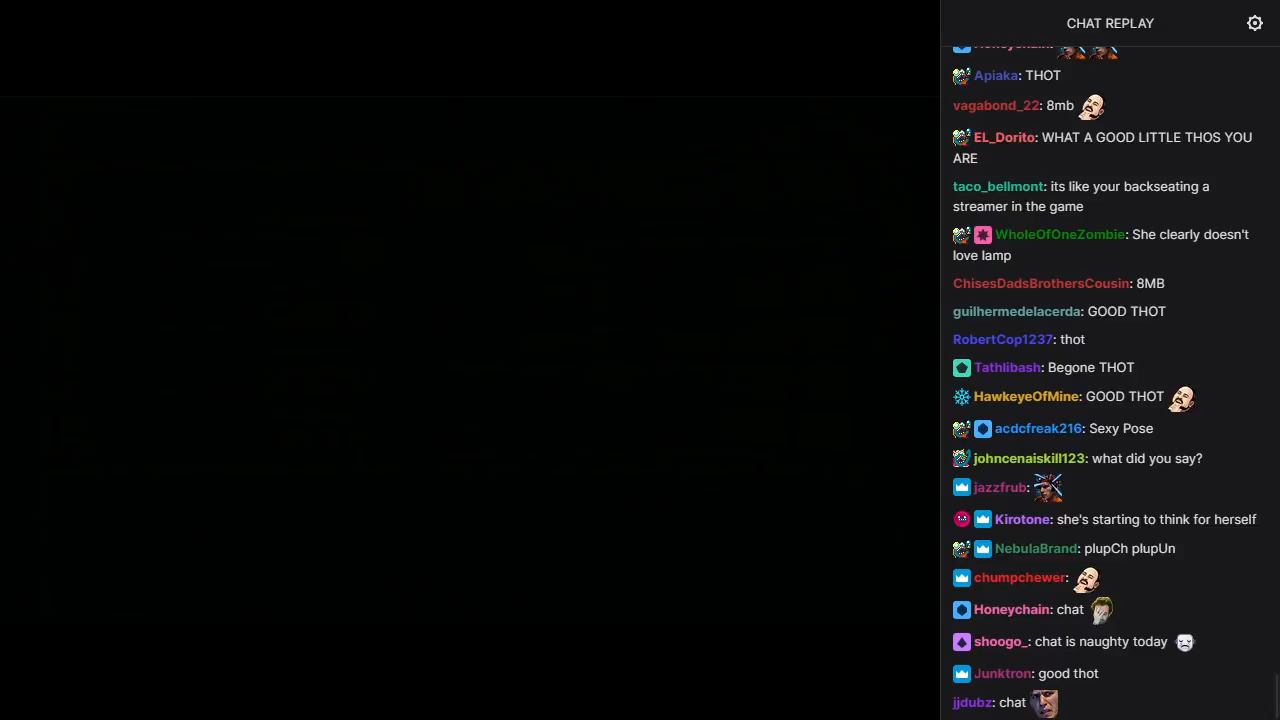 CHAT REPLAY
Honeychain:
Apiaka: THOT
vagabond_22: 8mb
EL_Dorito: WHAT A GOOD LITTLE THOS YOU
ARE
taco_bellmont: its like your backseating a
streamer in the game
WholeOfOneZombie: She clearly doesn't
love lamp
ChisesDadsBrothersCousin: 8MB
guilhermedelacerda: GOOD THOT
RobertCop1237: thot
Tathlibash: Begone THOT
HawkeyeOfMine: GOOD THOT
acdcfreak216: Sexy Pose
johncenaiskill123: what did you say?
jazzfrub:
Kirotone: she's starting to think for herself
NebulaBrand: plupCh plupUn
chumpchewer:
Honeychain: chat
shoogo_: chat is naughty today
Junktron: good thot
jjdubz: chat